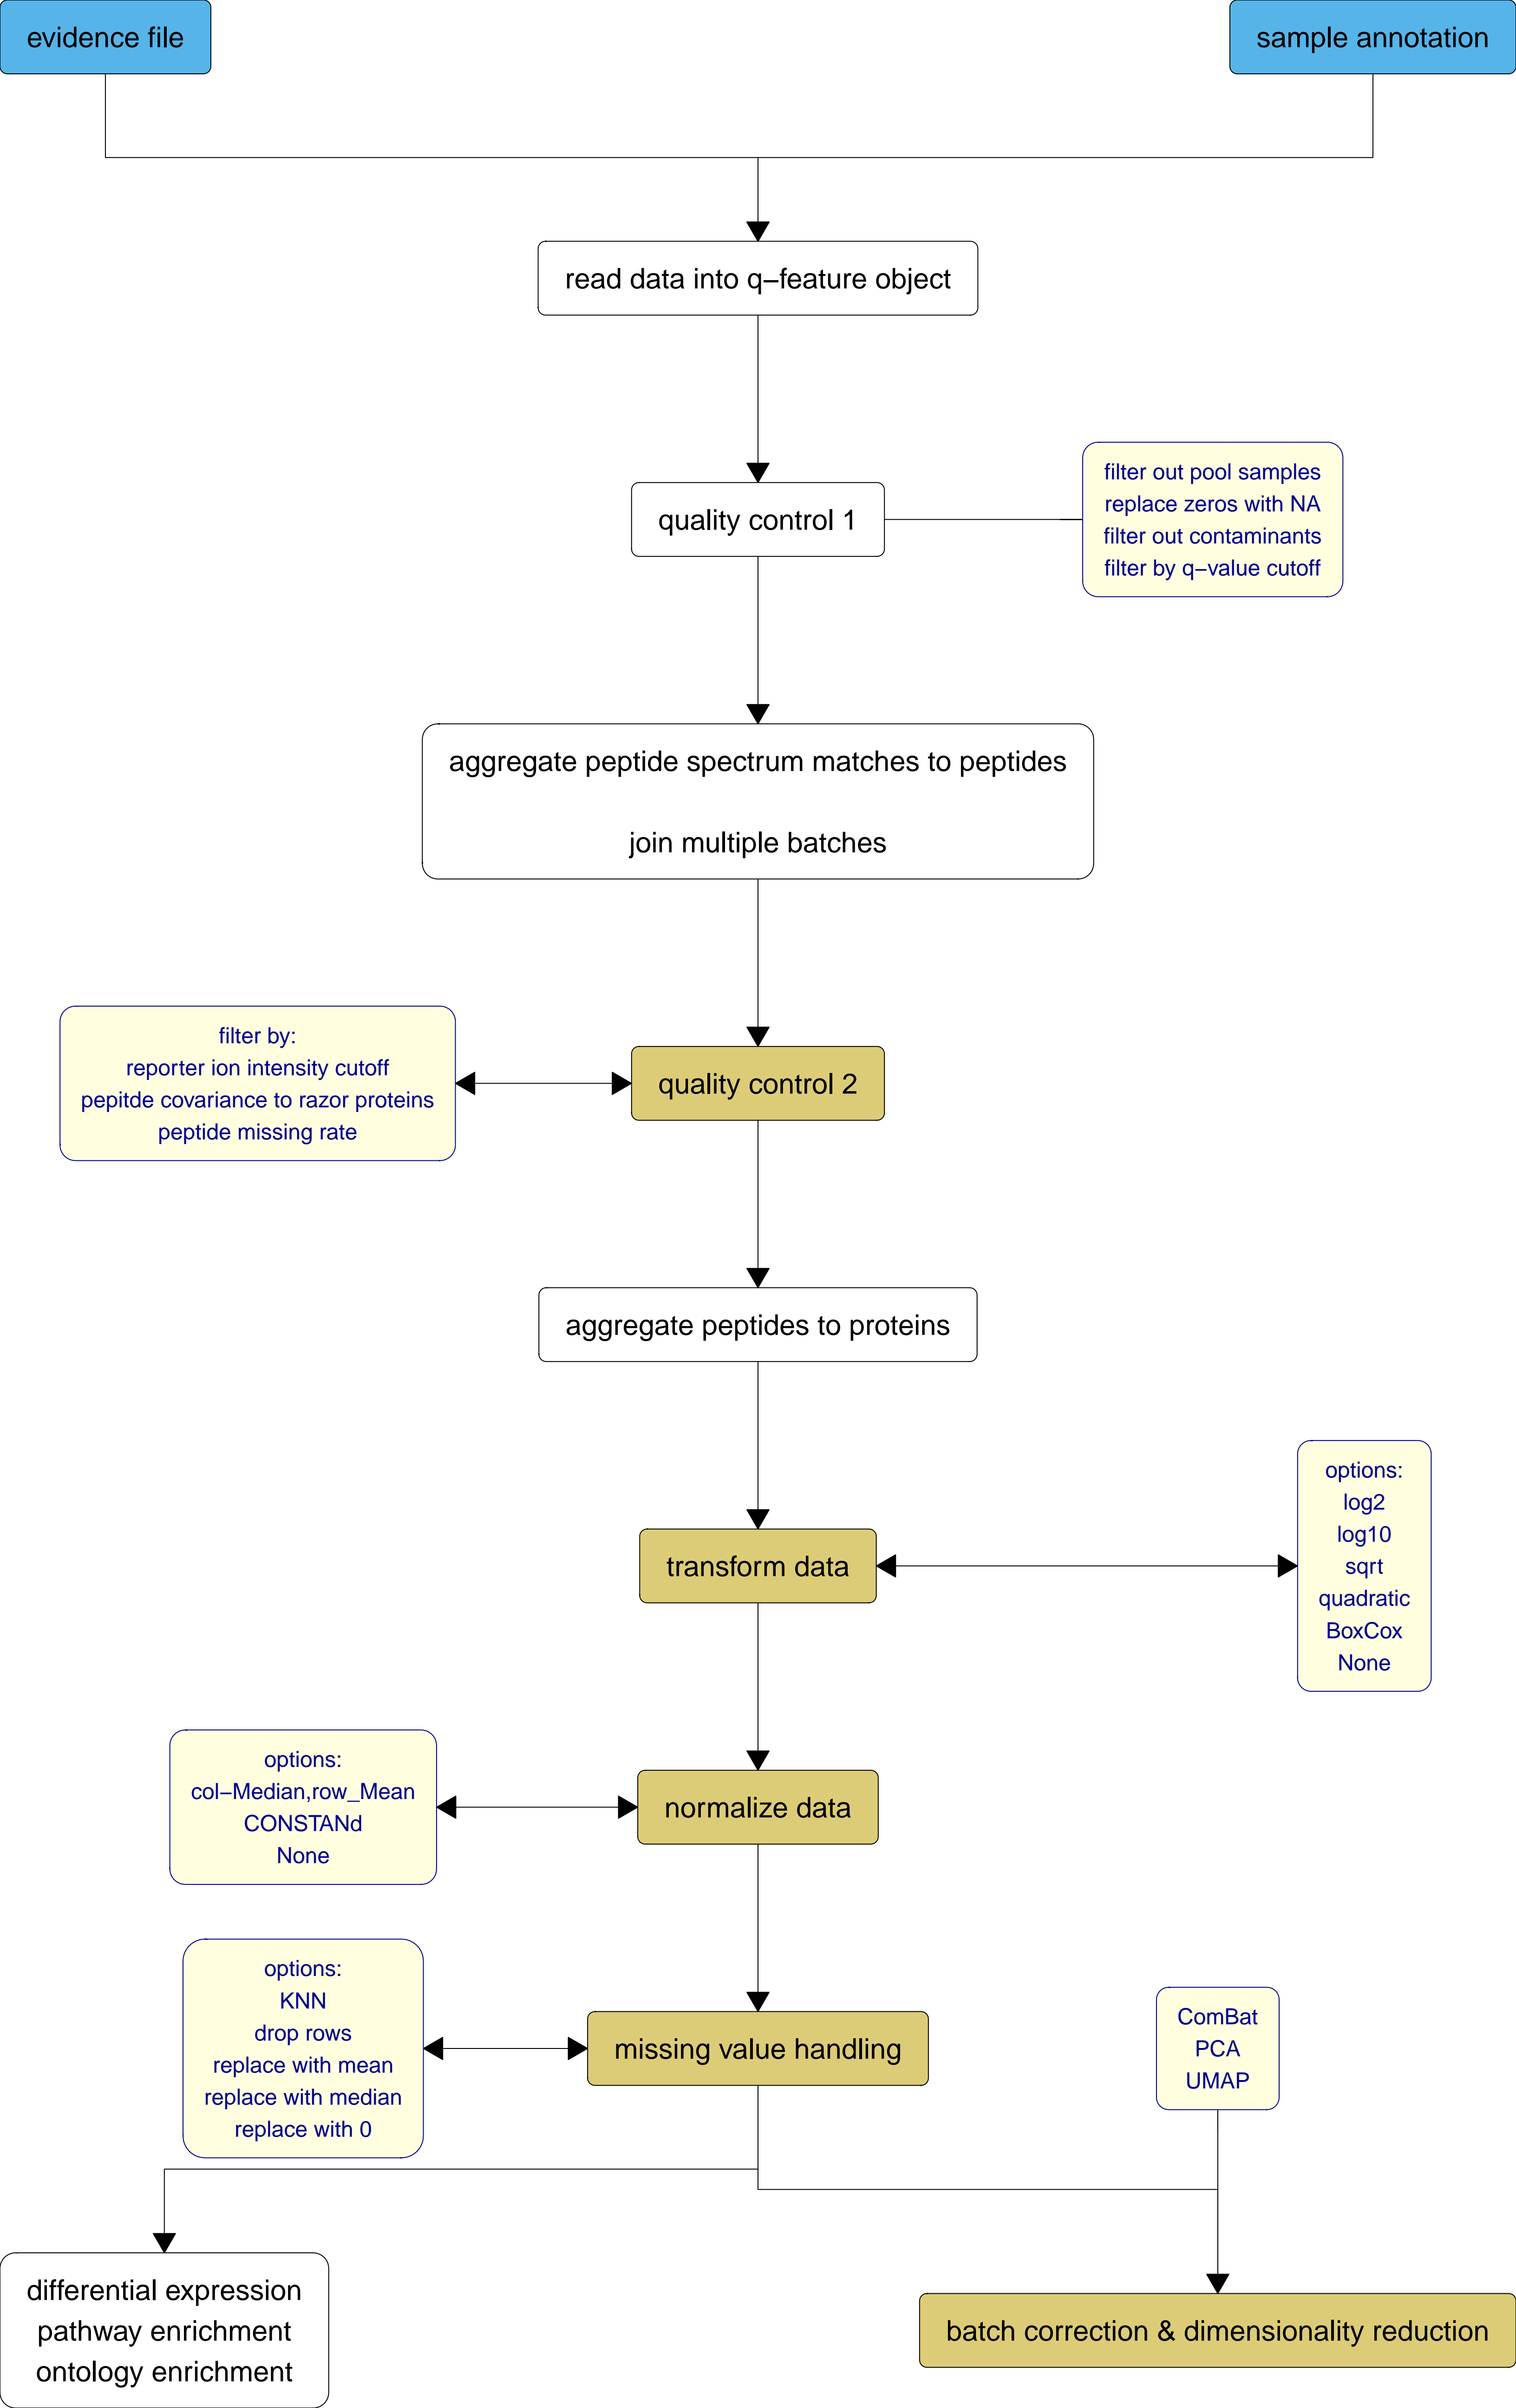 evidence file
sample annotation
read data into q–feature object
quality control 1
filter out pool samples
replace zeros with NA
filter out contaminants
filter by q–value cutoff
aggregate peptide spectrum matches to peptides
join multiple batches
filter by:
reporter ion intensity cutoff
pepitde covariance to razor proteins
peptide missing rate
quality control 2
aggregate peptides to proteins
transform data
options:
log2
log10
sqrt
quadratic
BoxCox
None
options:
col–Median,row_Mean
CONSTANd
None
normalize data
options:
KNN
drop rows
replace with mean
replace with median
replace with 0
missing value handling
ComBat
PCA
UMAP
differential expression
pathway enrichment
ontology enrichment
batch correction & dimensionality reduction